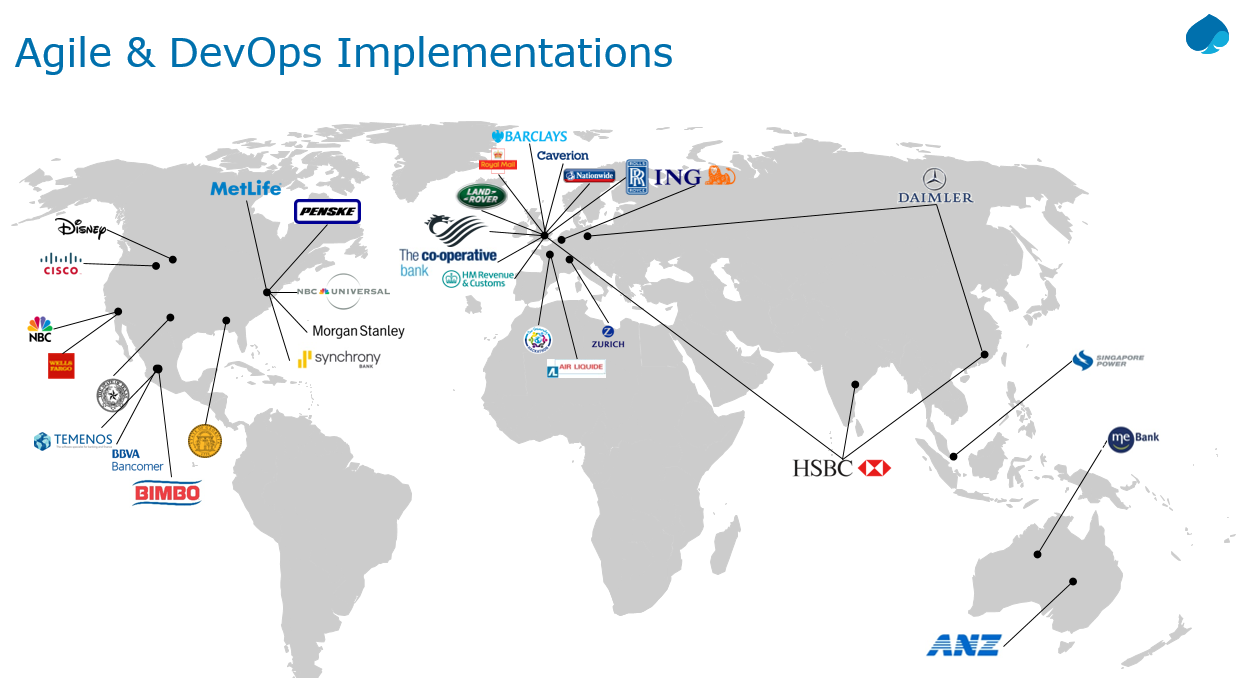 Agile & DevOps Implementations
BARCLAYS
Royal Mail
Caverion
Nationwide
ROLLS
RR
ROYCE
ING
MetLife
PENSKE
LAND-
ROVER
DAIMLER
DISNEY
CISCO
The co-operative
bank
HM Revenue
& Customs
NBC UNIVERSAL
NBC
Morgan Stanley
synchrony
BANK
WELLS
FARGO
Z
ZURICH
AIR LIQUIDE
SINGAPORE
POWER
TEMENOS
BBVA
Bancomer
me Bank
HSBC
BIMBO
ANZ